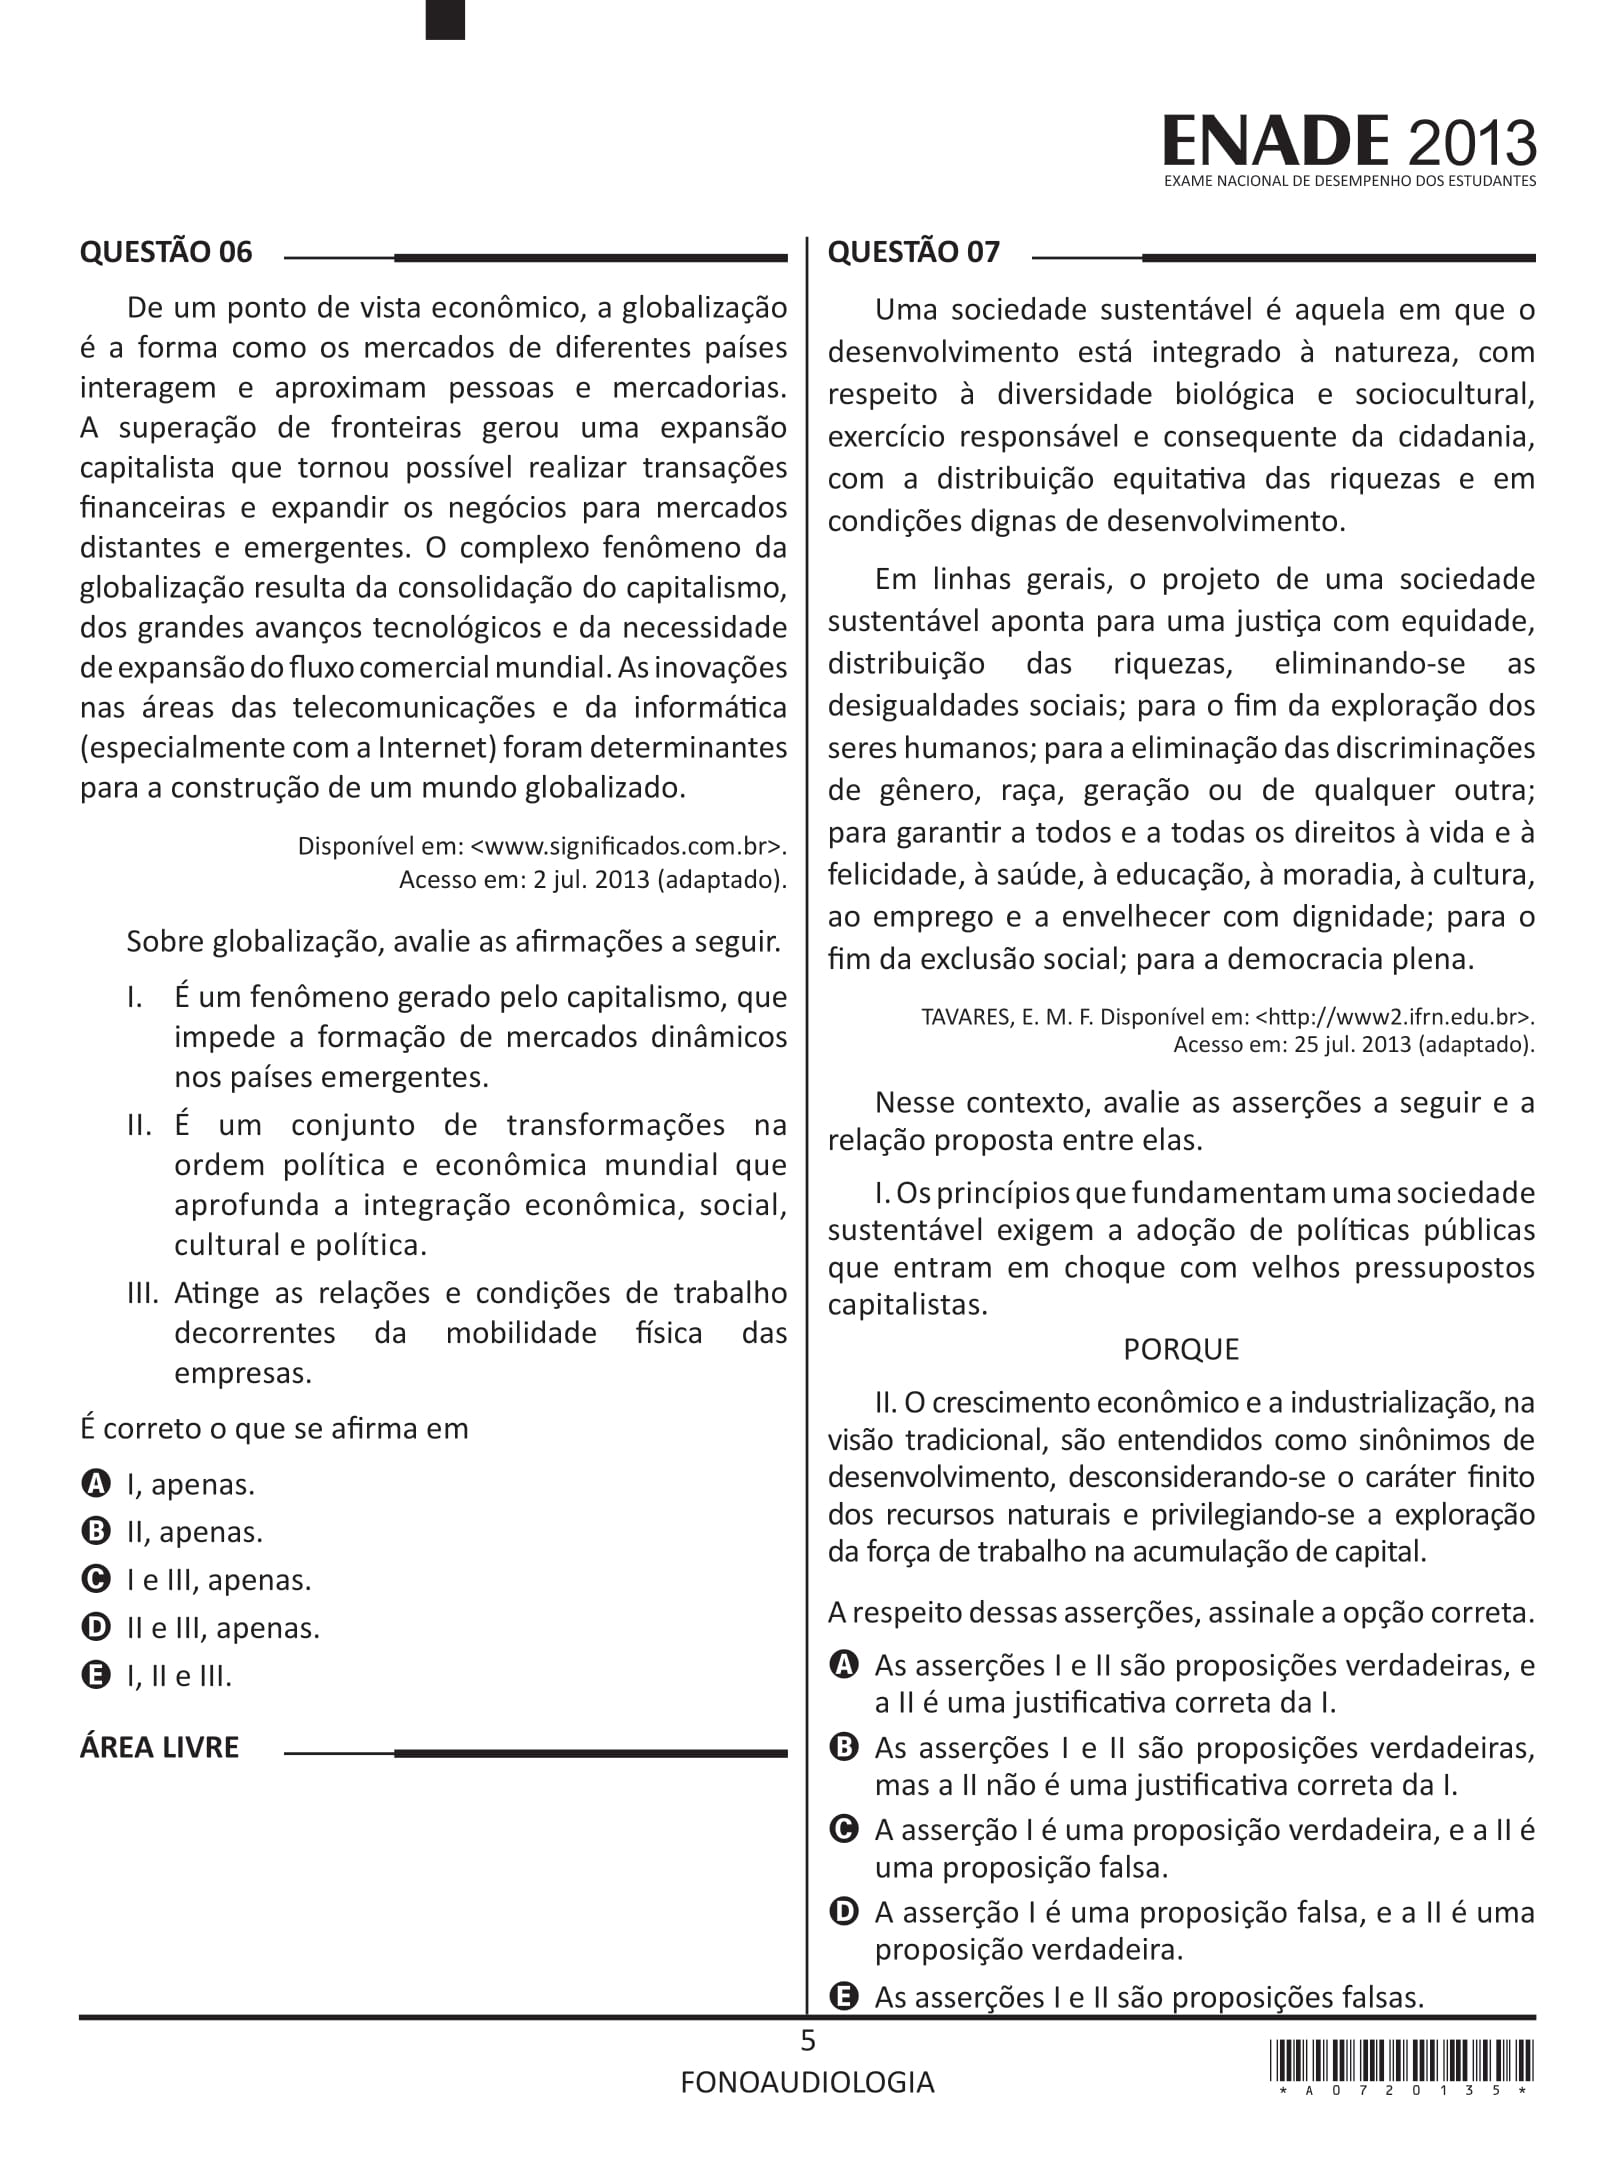 ENADE 2013
EXAME NACIONAL DE DESEMPENHO DOS ESTUDANTES
QUESTÃO 06
De um ponto de vista econômico, a globalização
é a forma como os mercados de diferentes países
interagem e aproximam pessoas e mercadorias.
A superação de fronteiras gerou uma expansão
capitalista que tornou possível realizar transações
financeiras e expandir os negócios para mercados
distantes e emergentes. O complexo fenômeno da
globalização resulta da consolidação do capitalismo,
dos grandes avanços tecnológicos e da necessidade
de expansão do fluxo comercial mundial. As inovações
nas áreas das telecomunicações e da informática
(especialmente com a Internet) foram determinantes
para a construção de um mundo globalizado.
Disponível em: <www.significados.com.br>.
Acesso em: 2 jul. 2013 (adaptado).
Sobre globalização, avalie as afirmações a seguir.
I. É um fenômeno gerado pelo capitalismo, que
impede a formação de mercados dinâmicos
nos países emergentes.
II. É um conjunto de transformações na
ordem política e econômica mundial que
aprofunda a integração econômica, social,
cultural e política.
III. Atinge as relações e condições de trabalho
decorrentes da mobilidade física das
empresas.
É correto o que se afirma em
A I, apenas.
B II, apenas.
C I e III, apenas.
D II e III, apenas.
E I, II e III.
ÁREA LIVRE
QUESTÃO 07
Uma sociedade sustentável é aquela em que o
desenvolvimento está integrado à natureza, com
respeito à diversidade biológica e sociocultural,
exercício responsável e consequente da cidadania,
com a distribuição equitativa das riquezas e em
condições dignas de desenvolvimento.
Em linhas gerais, o projeto de uma sociedade
sustentável aponta para uma justiça com equidade,
distribuição das riquezas, eliminando-se as
desigualdades sociais; para o fim da exploração dos
seres humanos; para a eliminação das discriminações
de gênero, raça, geração ou de qualquer outra;
para garantir a todos e a todas os direitos à vida e à
felicidade, à saúde, à educação, à moradia, à cultura,
ao emprego e a envelhecer com dignidade; para o
fim da exclusão social; para a democracia plena.
TAVARES, E. M. F. Disponível em: <http://www2.ifrn.edu.br>.
Acesso em: 25 jul. 2013 (adaptado).
Nesse contexto, avalie as asserções a seguir e a
relação proposta entre elas.
I. Os princípios que fundamentam uma sociedade
sustentável exigem a adoção de políticas públicas
que entram em choque com velhos pressupostos
capitalistas.
PORQUE
II. O crescimento econômico e a industrialização, na
visão tradicional, são entendidos como sinônimos de
desenvolvimento, desconsiderando-se o caráter finito
dos recursos naturais e privilegiando-se a exploração
da força de trabalho na acumulação de capital.
A respeito dessas asserções, assinale a opção correta.
A As asserções I e II são proposições verdadeiras, e
a II é uma justificativa correta da I.
B As asserções I e II são proposições verdadeiras,
mas a II não é uma justificativa correta da I.
C A asserção I é uma proposição verdadeira, e a II é
uma proposição falsa.
D A asserção I é uma proposição falsa, e a II é uma
proposição verdadeira.
E As asserções I e II são proposições falsas.
5
FONOAUDIOLOGIA
*A0720135*